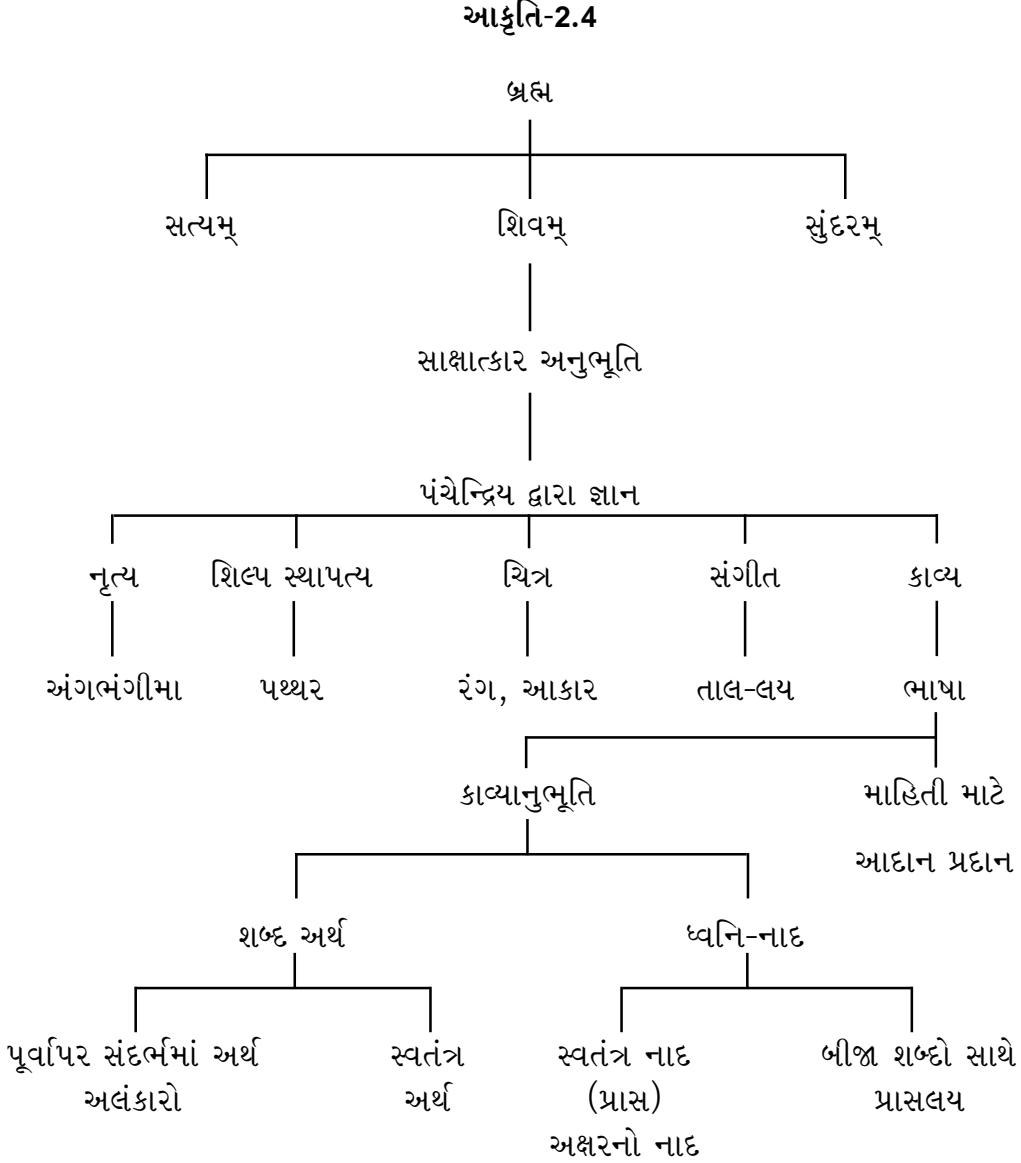 આકૃતિ-2.4
બ્રહ્મ
સત્યમ્ શિવમ્ સુંદરમ્
સાક્ષાત્કાર અનુભૂતિ
પંચેન્દ્રિય દ્વારા જ્ઞાન
નૃત્ય શિલ્પ સ્થાપત્ય ચિત્ર સંગીત કાવ્ય
અંગભંગીમા પથ્થર રંગ, આકાર તાલ-લય ભાષા
કાવ્યાનુભૂતિ માહિતી માટે
આદાન પ્રદાન
શબ્દ અર્થ ધ્વનિ-નાદ
પૂર્વાપર સંદર્ભમાં અર્થ સ્વતંત્ર સ્વતંત્ર નાદ બીજા શબ્દો સાથે
અલંકારો અર્થ (પ્રાસ) પ્રાસલય
અક્ષરનો નાદ